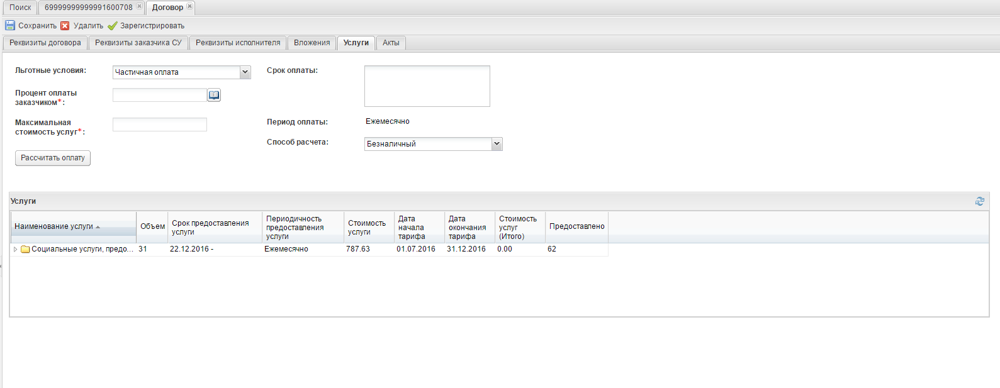 Поиск 69999999999991600708 Договор
Сохранить Удалить Зарегистрировать
Реквизиты договора Реквизиты заказчика СУ Реквизиты исполнителя Вложения Услуги Акты
Льготные условия: Частичная оплата
Процент оплаты
заказчиком*:
Максимальная
стоимость услуг*:
Рассчитать оплату
Срок оплаты:
Период оплаты: Ежемесячно
Способ расчета: Безналичный
Услуги
Наименование услуги
Объем
Срок предоставления
услуги
Периодичность
предоставления
услуги
Стоимость
услуги
Дата
начала
тарифа
Дата
окончания
тарифа
Стоимость
услуг
(Итого)
Предоставлено
Социальные услуги, предо... 31 22.12.2016 - Ежемесячно 787.63 01.07.2016 31.12.2016 0.00 62